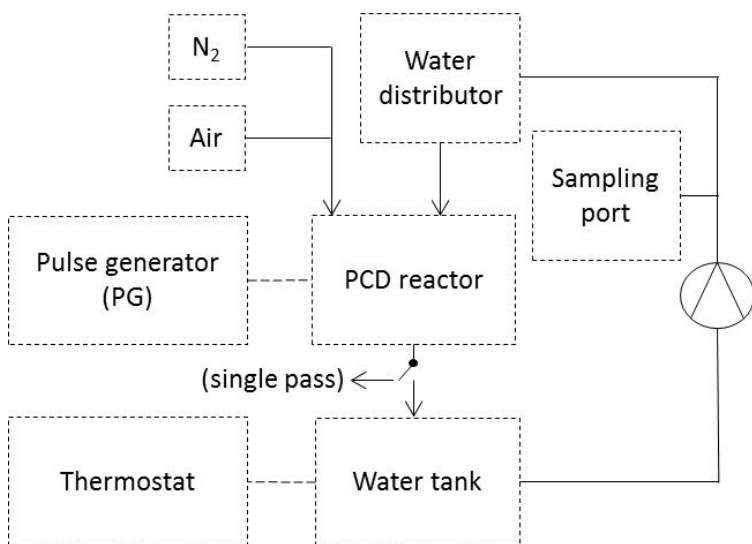 N₂
Water
distributor
Air
Sampling
port
Pulse generator
(PG)
PCD reactor
(single pass)
Thermostat
Water tank